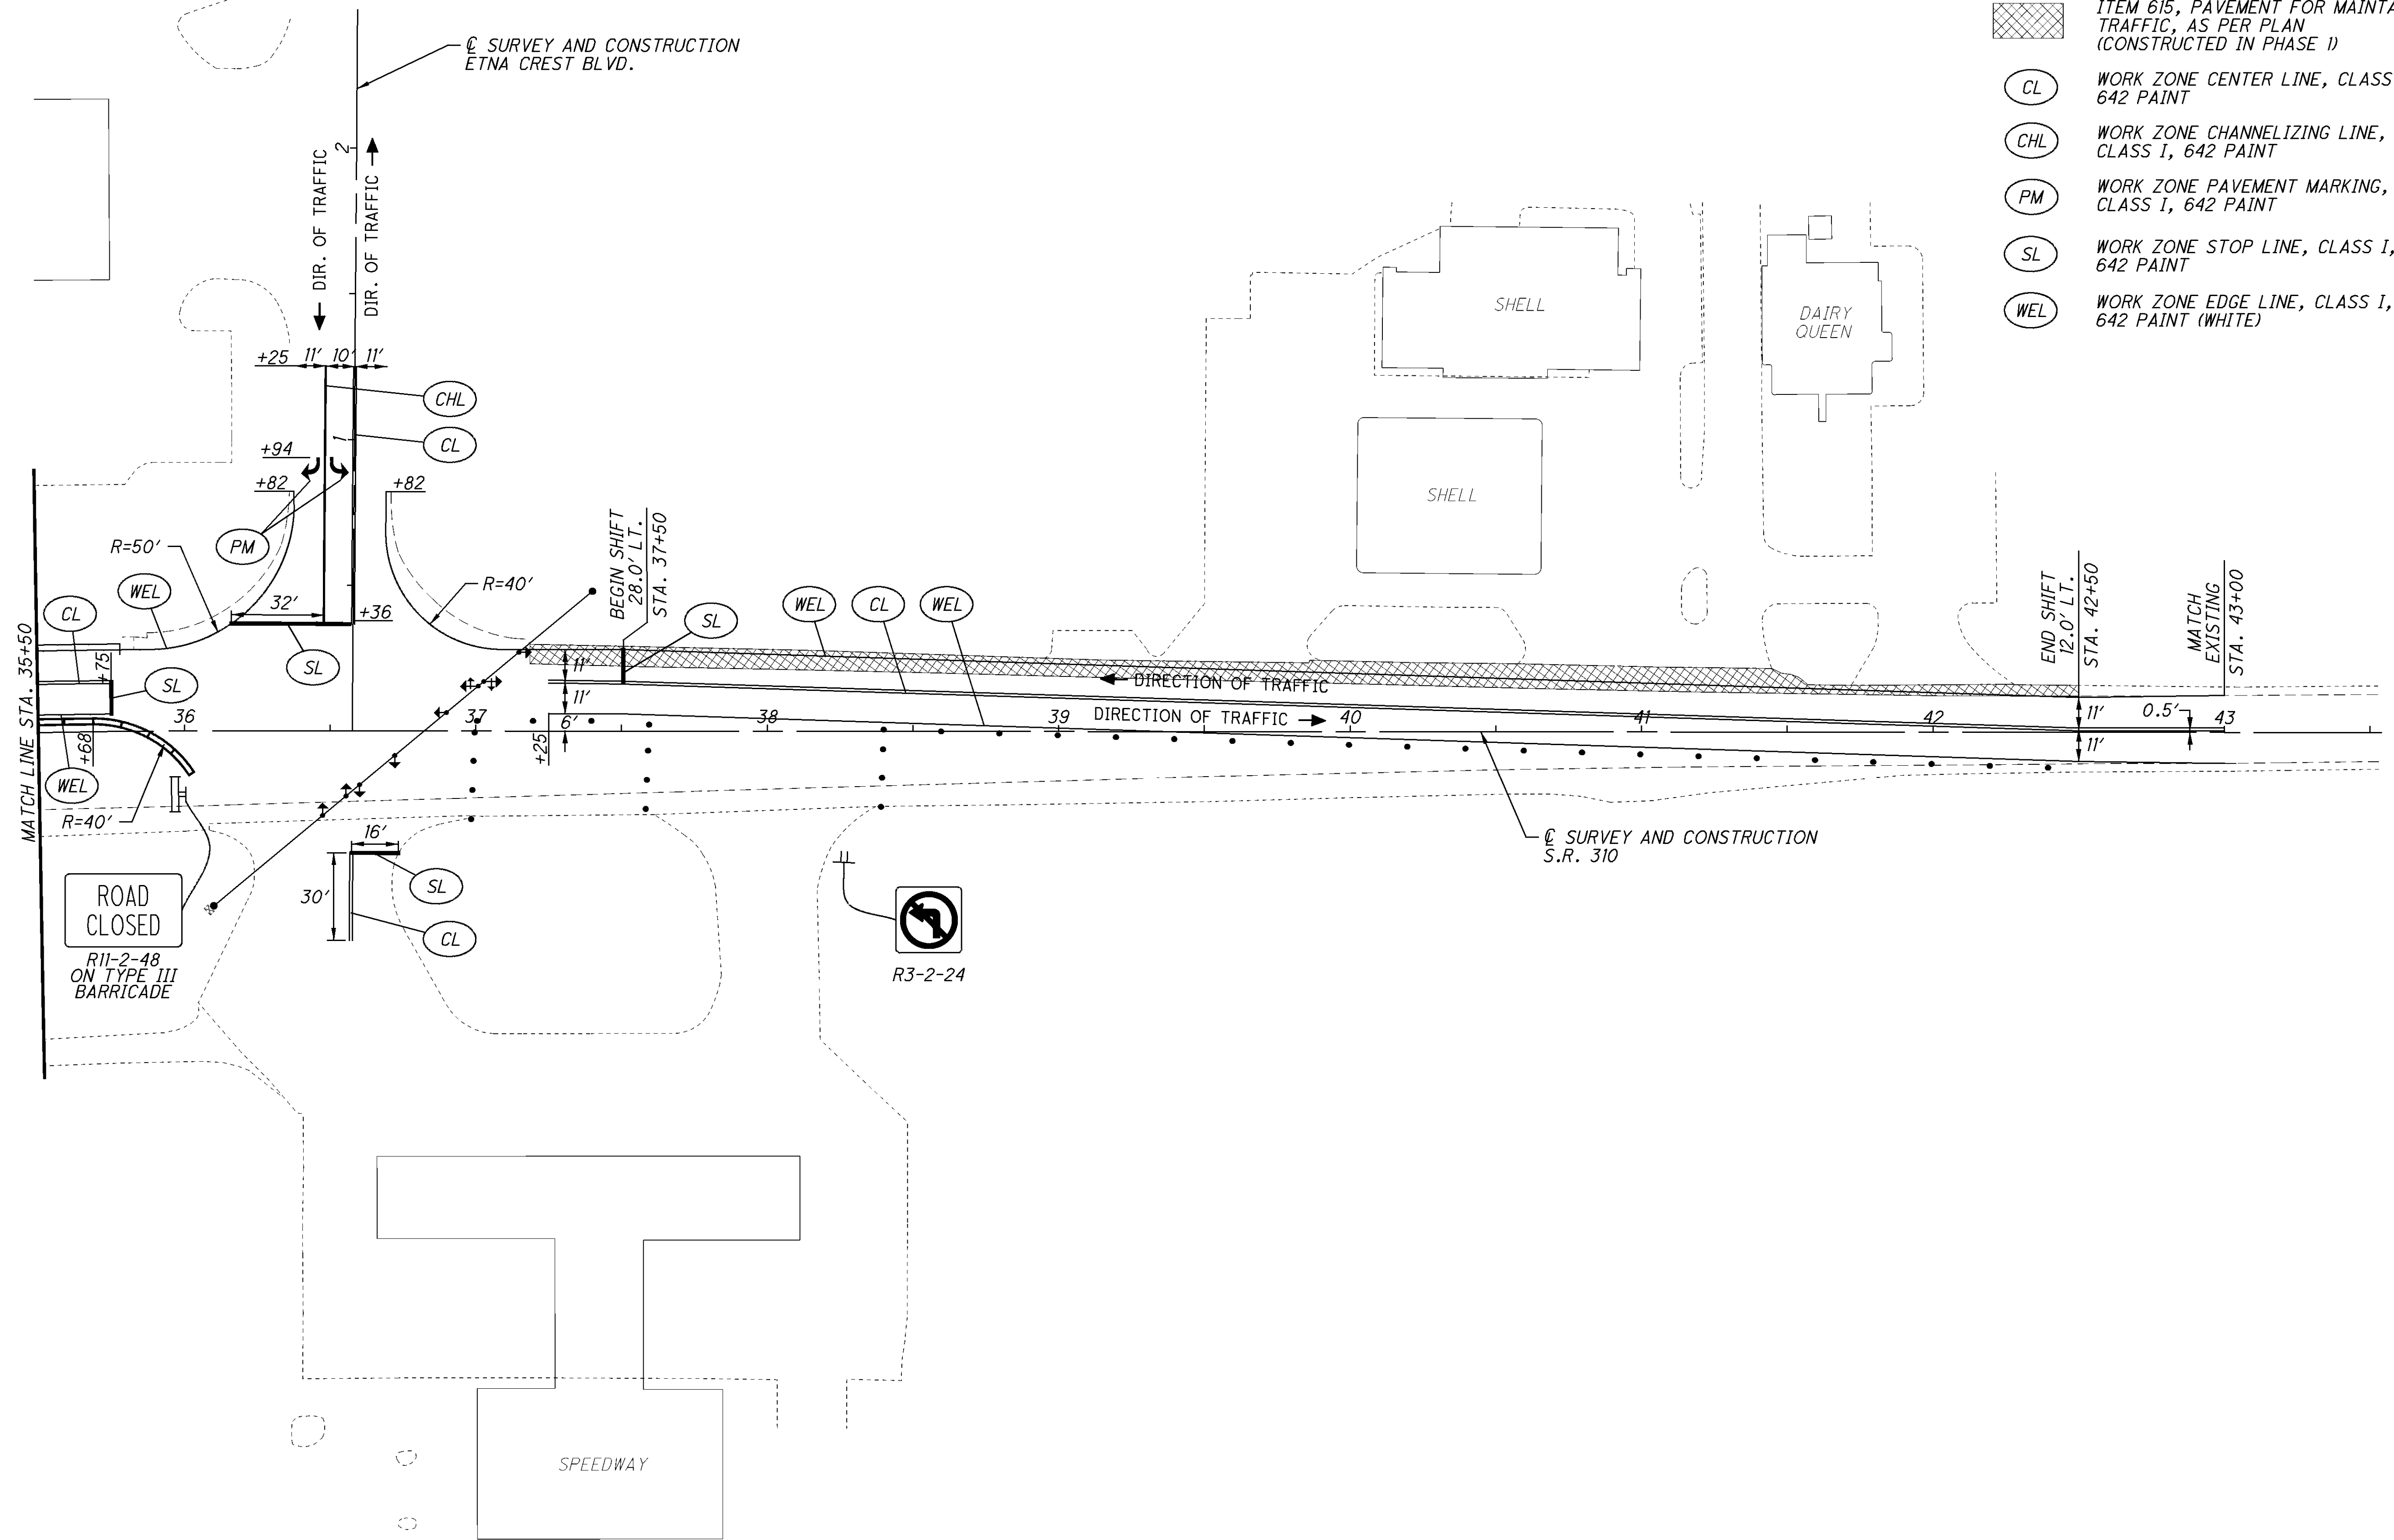 ITEM 615, PAVEMENT FOR MAINTA
TRAFFIC, AS PER PLAN
(CONSTRUCTED IN PHASE 1)
CL
WORK ZONE CENTER LINE, CLASS
642 PAINT
CHL
WORK ZONE CHANNELIZING LINE,
CLASS I, 642 PAINT
PM
WORK ZONE PAVEMENT MARKING,
CLASS I, 642 PAINT
SL
WORK ZONE STOP LINE, CLASS I,
642 PAINT
WEL
WORK ZONE EDGE LINE, CLASS I,
642 PAINT (WHITE)
℄ SURVEY AND CONSTRUCTION
ETNA CREST BLVD.
2
DIR. OF TRAFFIC
DIR. OF TRAFFIC
+25
11'
10'
11'
CHL
CL
1
+94
+82
+82
PM
R=50'
R=40'
WEL
CL
32'
+36
SL
+75
SL
MATCH LINE STA. 35+50
+68
WEL
R=40'
36
37
38
39
40
41
42
43
BEGIN SHIFT
28.0' LT.
STA. 37+50
SL
WEL
CL
WEL
11'
11'
6'
+25
DIRECTION OF TRAFFIC
DIRECTION OF TRAFFIC
SHELL
SHELL
DAIRY
QUEEN
END SHIFT
12.0' LT.
STA. 42+50
MATCH
EXISTING
STA. 43+00
0.5'
11'
11'
℄ SURVEY AND CONSTRUCTION
S.R. 310
16'
30'
SL
CL
ROAD
CLOSED
R11-2-48
ON TYPE III
BARRICADE
R3-2-24
SPEEDWAY